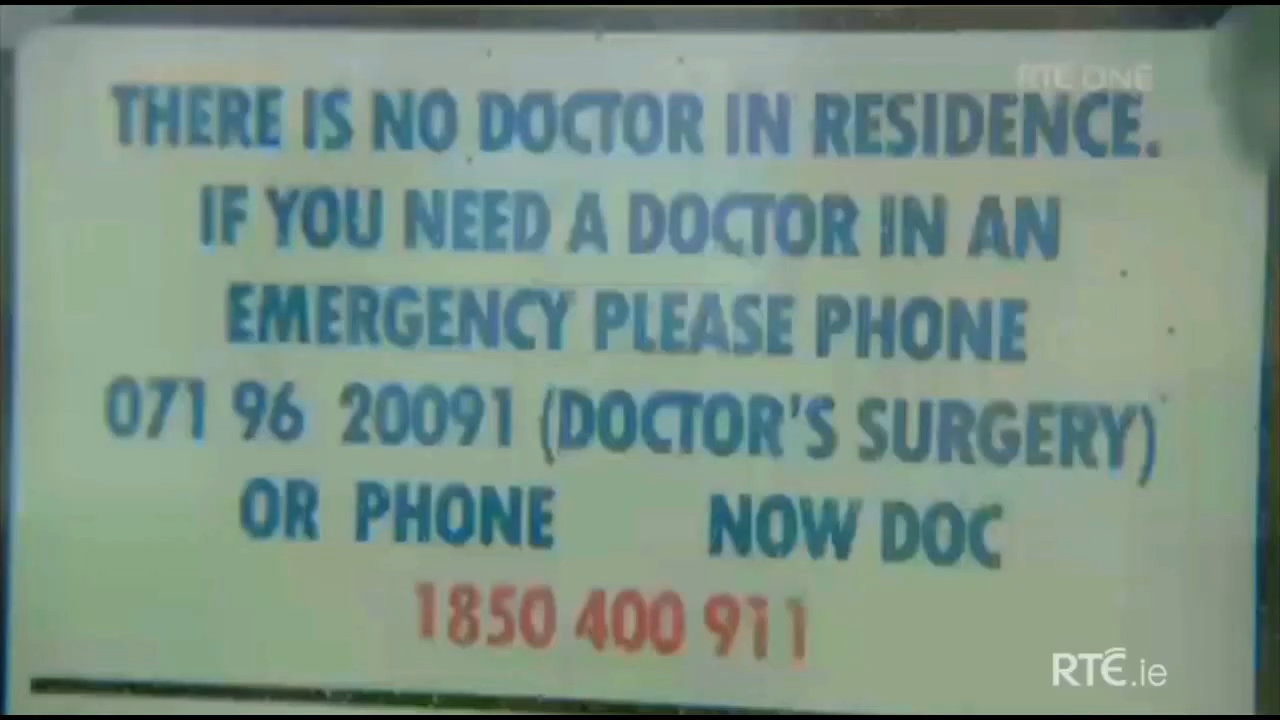 RTÉ ONE
THERE IS NO DOCTOR IN RESIDENCE.
IF YOU NEED A DOCTOR IN AN
EMERGENCY PLEASE PHONE
071 96 20091 (DOCTOR'S SURGERY)
OR PHONE NOW DOC
1850 400 911
RTÉ.ie